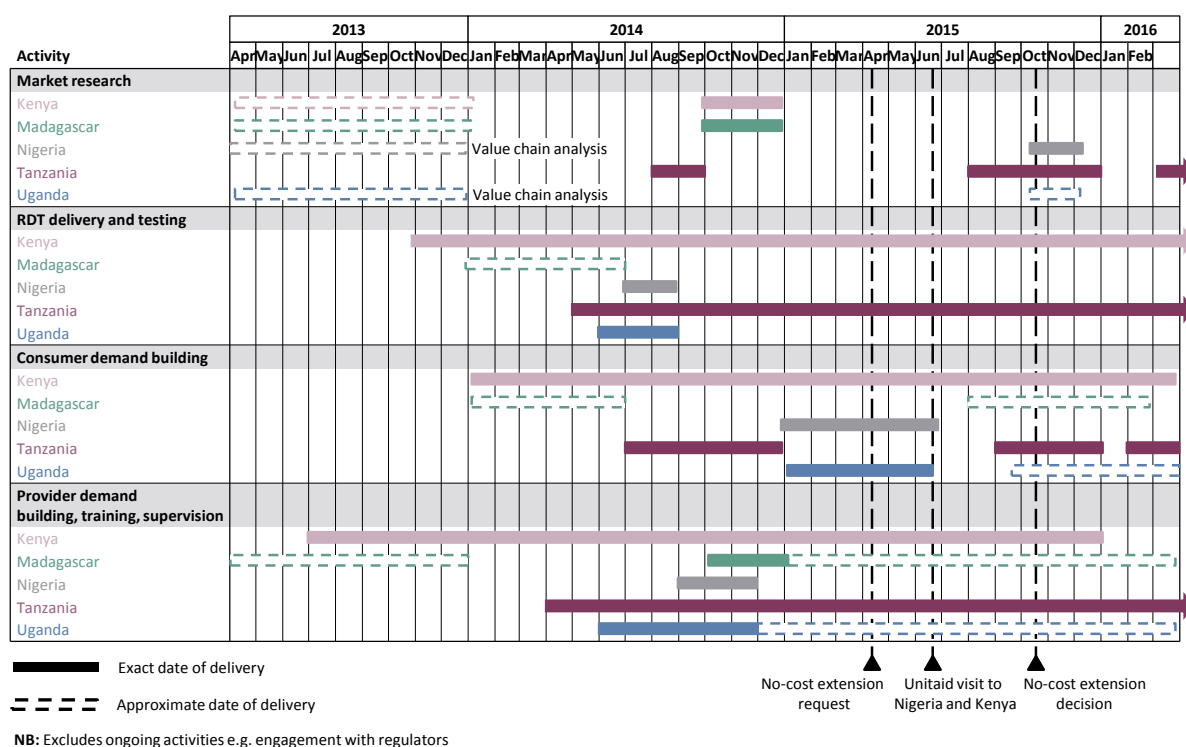 2013 2014 2015 2016
Activity Apr May Jun Jul Aug Sep Oct Nov Dec Jan Feb Mar Apr May Jun Jul Aug Sep Oct Nov Dec Jan Feb Mar Apr May Jun Jul Aug Sep Oct Nov Dec Jan Feb
Market research
Kenya
Madagascar
Nigeria Value chain analysis
Tanzania
Uganda Value chain analysis
RDT delivery and testing
Kenya
Madagascar
Nigeria
Tanzania
Uganda
Consumer demand building
Kenya
Madagascar
Nigeria
Tanzania
Uganda
Provider demand
building, training, supervision
Kenya
Madagascar
Nigeria
Tanzania
Uganda
Exact date of delivery
Approximate date of delivery
No-cost extension
request
Unitaid visit to
Nigeria and Kenya
No-cost extension
decision
NB: Excludes ongoing activities e.g. engagement with regulators